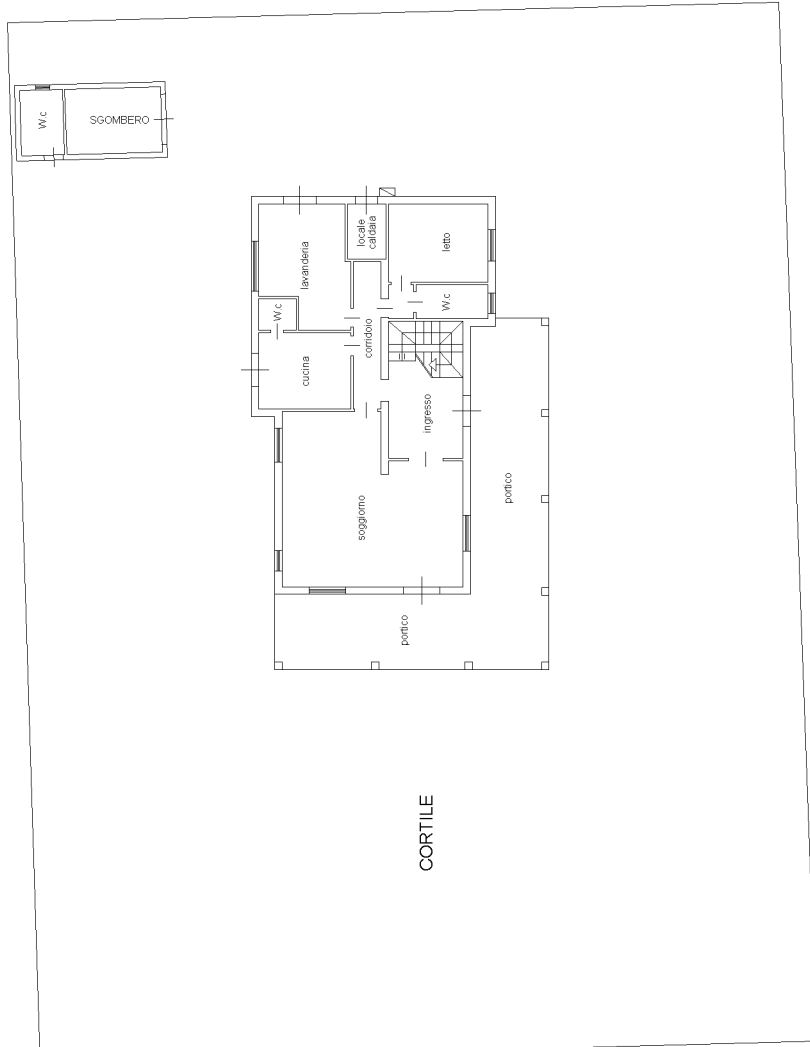 W.c
SGOMBERO
lavanderia
locale
caldaia
letto
W.c
W.c
corridoio
cucina
ingresso
soggiorno
portico
portico
CORTILE